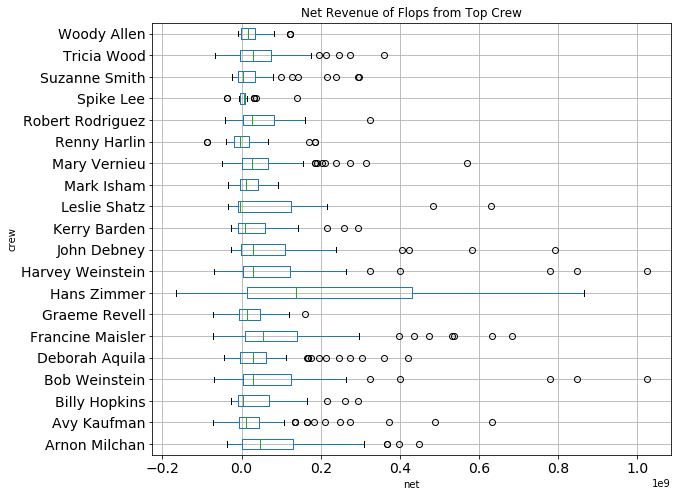 Net Revenue of Flops from Top Crew
Woody Allen
Tricia Wood
Suzanne Smith
Spike Lee
Robert Rodriguez
Renny Harlin
Mary Vernieu
Mark Isham
Leslie Shatz
Kerry Barden
John Debney
Harvey Weinstein
Hans Zimmer
Graeme Revell
Francine Maisler
Deborah Aquila
Bob Weinstein
Billy Hopkins
Avy Kaufman
Arnon Milchan
crew
−0.2 0.0 0.2 0.4 0.6 0.8 1.0
net
1e9